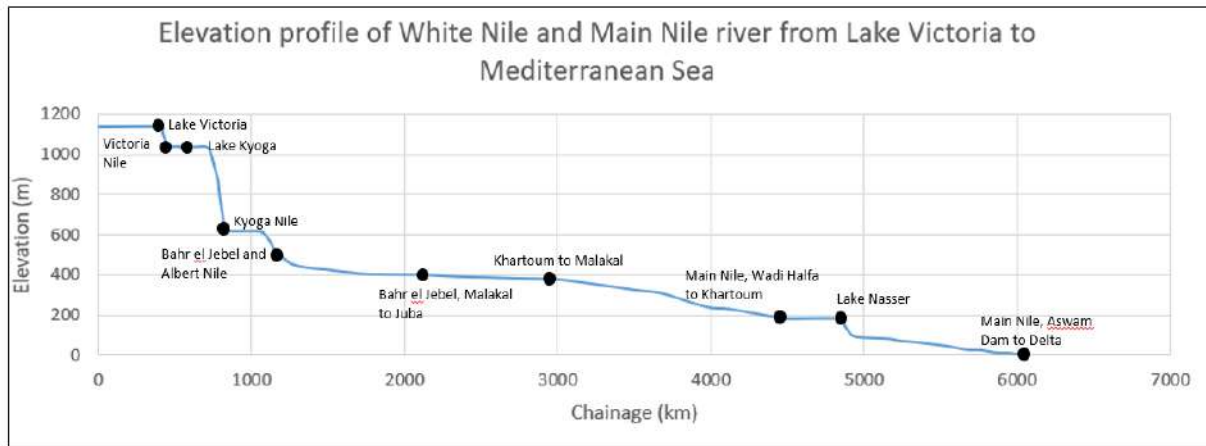 Elevation profile of White Nile and Main Nile river from Lake Victoria to
Mediterranean Sea
Elevation (m)
1200
1000
800
600
400
200
0
Lake Victoria
Victoria
Nile
Lake Kyoga
Kyoga Nile
Bahr el Jebel and
Albert Nile
Bahr el Jebel, Malakal
to Juba
Khartoum to Malakal
Main Nile, Wadi Halfa
to Khartoum
Lake Nasser
Main Nile, Aswam
Dam to Delta
0
1000
2000
3000
4000
5000
6000
7000
Chainage (km)